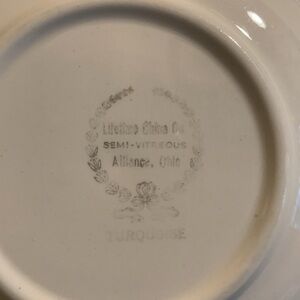 Lifetime China Co.
SEMI-VITREOUS
Alliance, Ohio
TURQUOISE